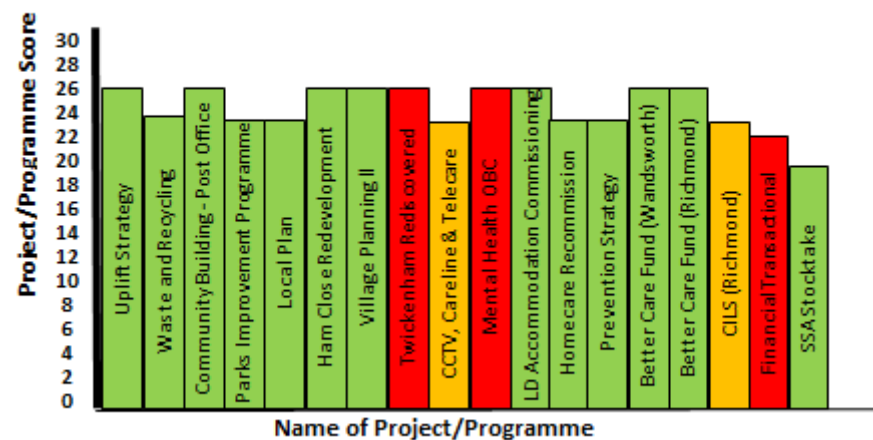 Project/Programme Score
30
28
26
24
22
20
18
16
14
12
10
8
6
4
2
0
Uplift Strategy
Waste and Recycling
Community Building - Post Office
Parks Improvement Programme
Local Plan
Ham Close Redevelopment
Village Planning II
Twickenham Rediscovered
CCTV, Careline & Telecare
Mental Health OBC
LD Accommodation Commissioning
Homecare Recommission
Prevention Strategy
Better Care Fund (Wandsworth)
Better Care Fund (Richmond)
CILS (Richmond)
Financial Transactional
SSA Stocktake
Name of Project/Programme